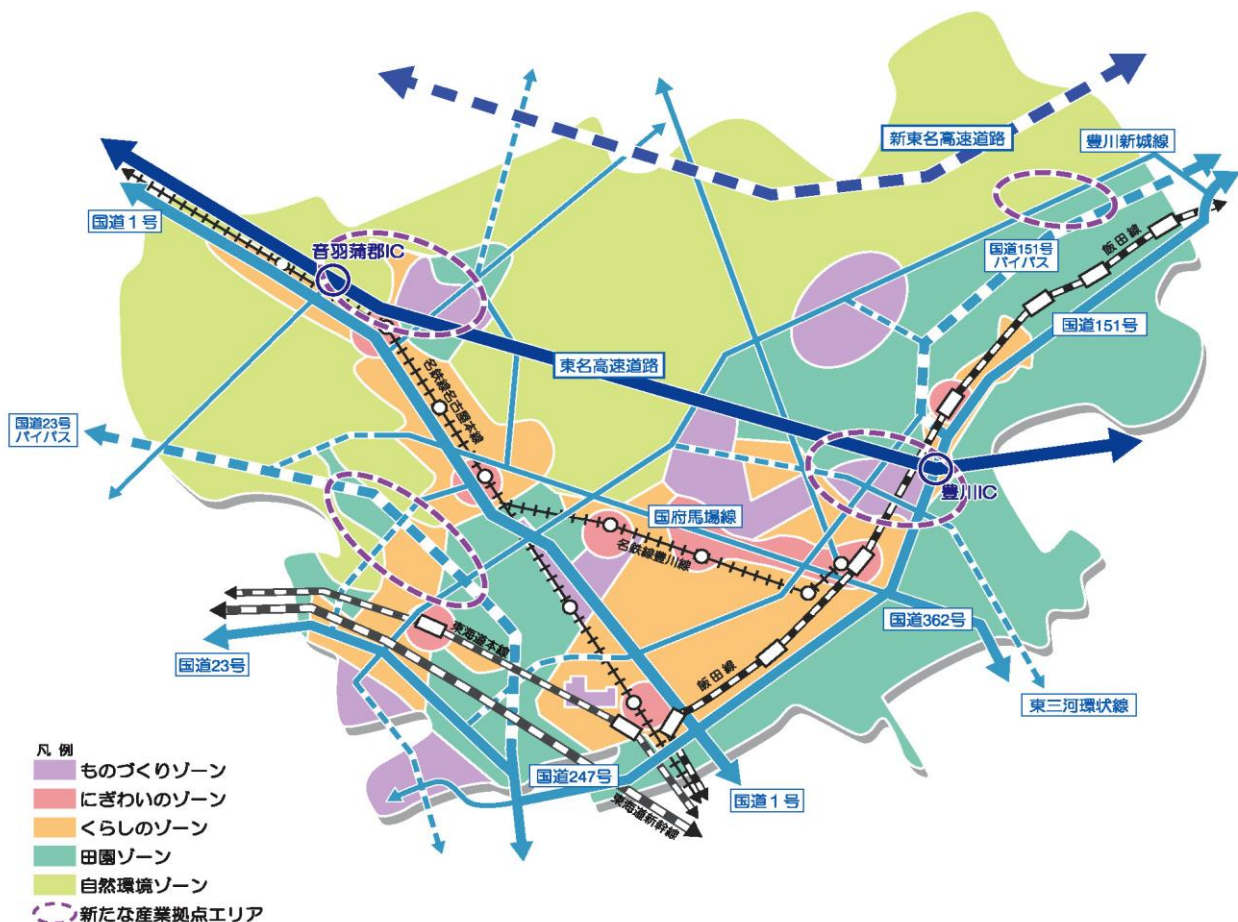 新東名高速道路
豊川新城線
国道1号
音羽蒲郡IC
国道151号
バイパス
飯田線
国道151号
東名高速道路
名鉄線名古屋本線
国道23号
バイパス
豊川IC
国府馬場線
名鉄線豊川線
国道362号
東海道本線
国道23号
飯田線
東三河環状線
国道247号
国道1号
東海道新幹線
凡例
ものづくりゾーン
にぎわいのゾーン
くらしのゾーン
田園ゾーン
自然環境ゾーン
新たな産業拠点エリア